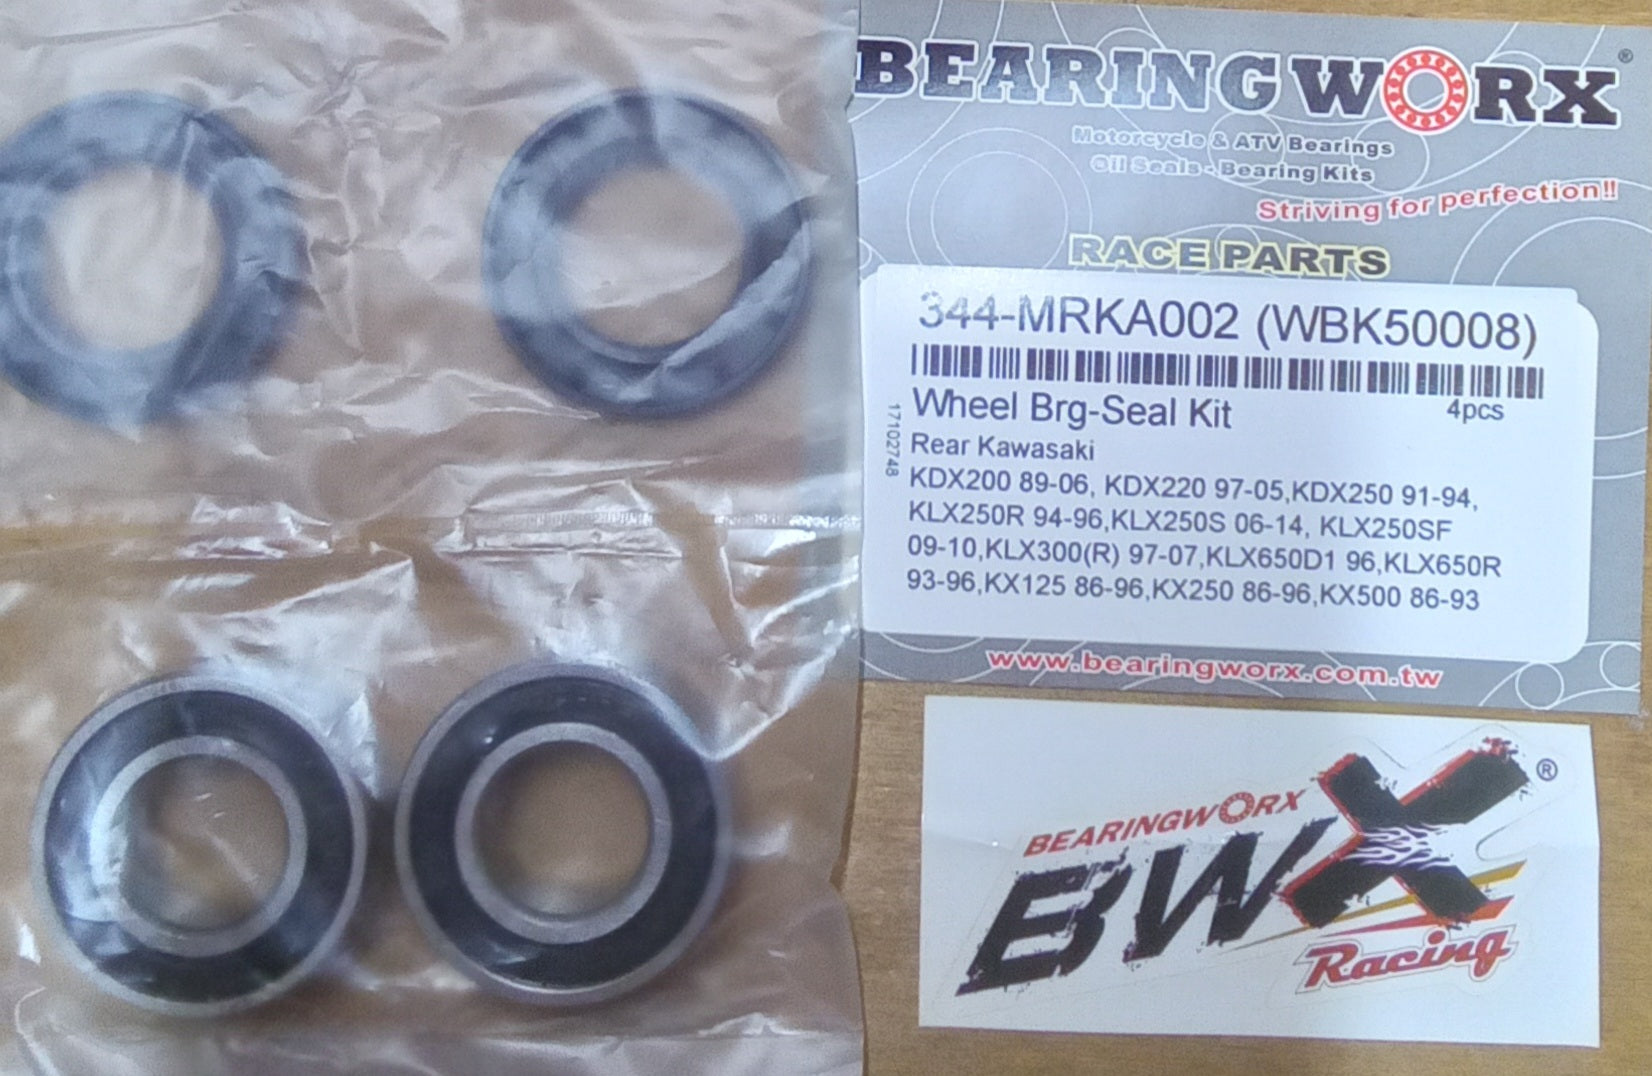 BEARINGWORX®
Motorcycle & ATV Bearings
Oil Seals - Bearing Kits
Striving for perfection!!
RACE PARTS
344-MRKA002 (WBK50008)
Wheel Brg-Seal Kit 4pcs
17102748
Rear Kawasaki
KDX200 89-06, KDX220 97-05,KDX250 91-94,
KLX250R 94-96,KLX250S 06-14, KLX250SF
09-10,KLX300(R) 97-07,KLX650D1 96,KLX650R
93-96,KX125 86-96,KX250 86-96,KX500 86-93
www.bearingworx.com.tw
BEARINGWORX
BWX®
Racing